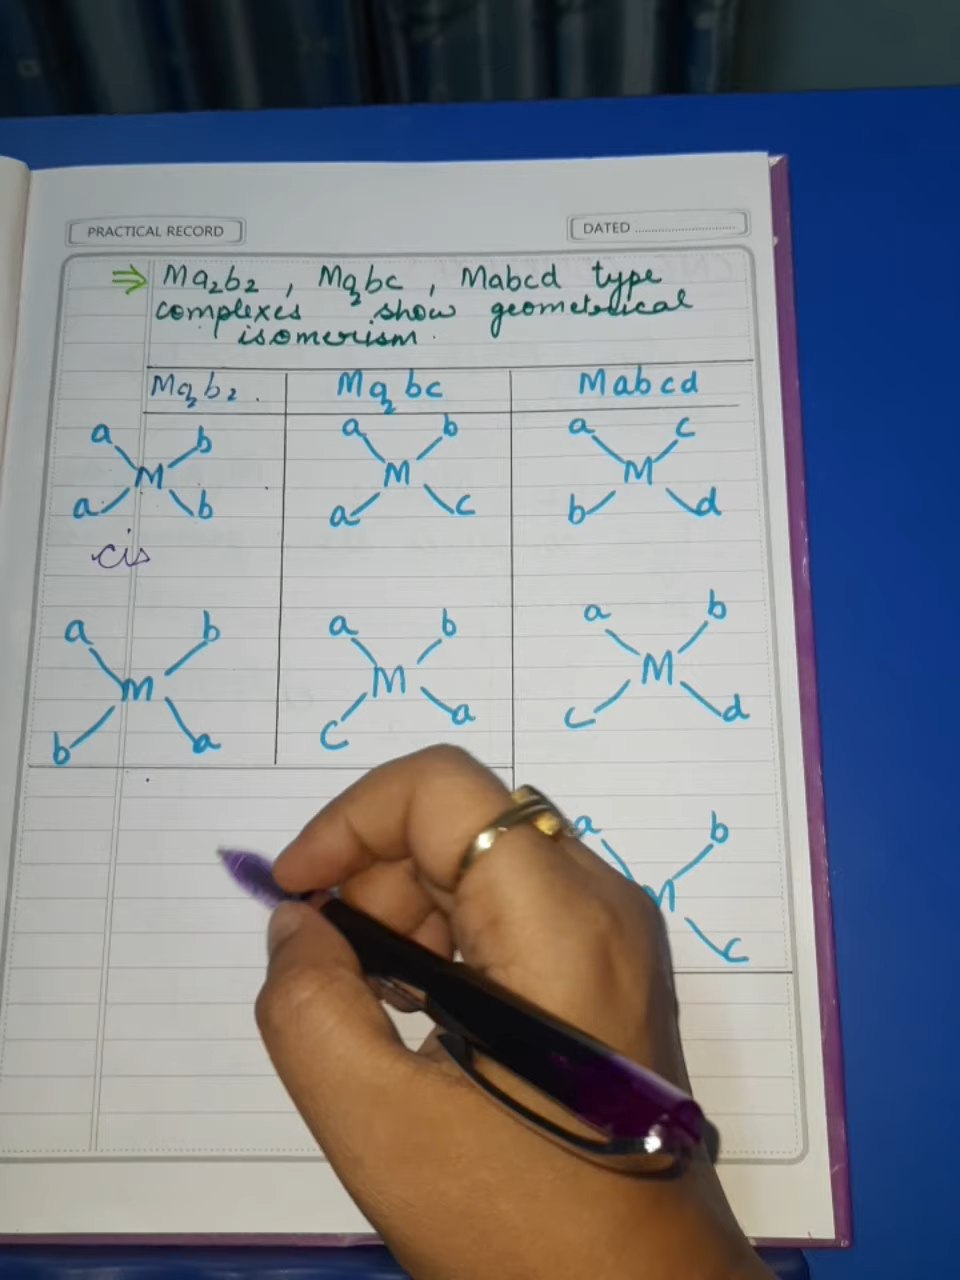 PRACTICAL RECORD
DATED
⇒ Ma2b2 , Ma2bc , Mabcd type
complexes show geometrical
isomerism.
Ma2b2. Ma2bc Mabcd
a b a b a c
M M M
a b a c b d
cis
a b a b a b
M M M
b a c a c d
a b
M
c